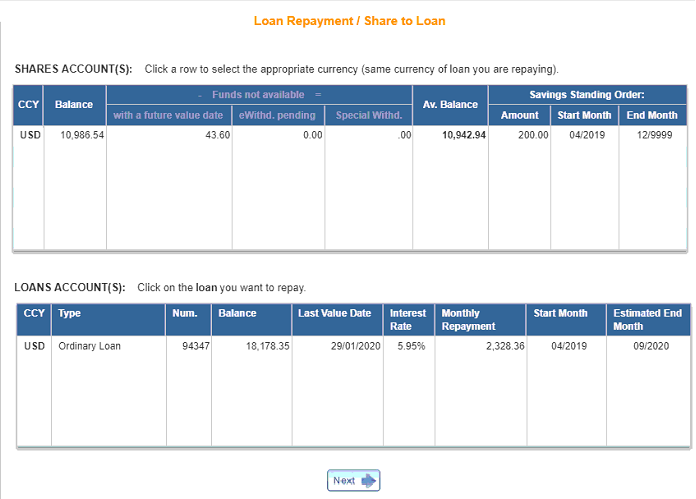 Loan Repayment / Share to Loan
SHARES ACCOUNT(S): Click a row to select the appropriate currency (same currency of loan you are repaying).
CCY Balance - Funds not available = Av. Balance Savings Standing Order:
with a future value date eWithd. pending Special Withd. Amount Start Month End Month
USD 10,986.54 43.60 0.00 .00 10,942.94 200.00 04/2019 12/9999
LOANS ACCOUNT(S): Click on the loan you want to repay.
CCY Type Num. Balance Last Value Date Interest Monthly Start Month Estimated End
Rate Repayment Month
USD Ordinary Loan 94347 18,178.35 29/01/2020 5.95% 2,328.36 04/2019 09/2020
Next